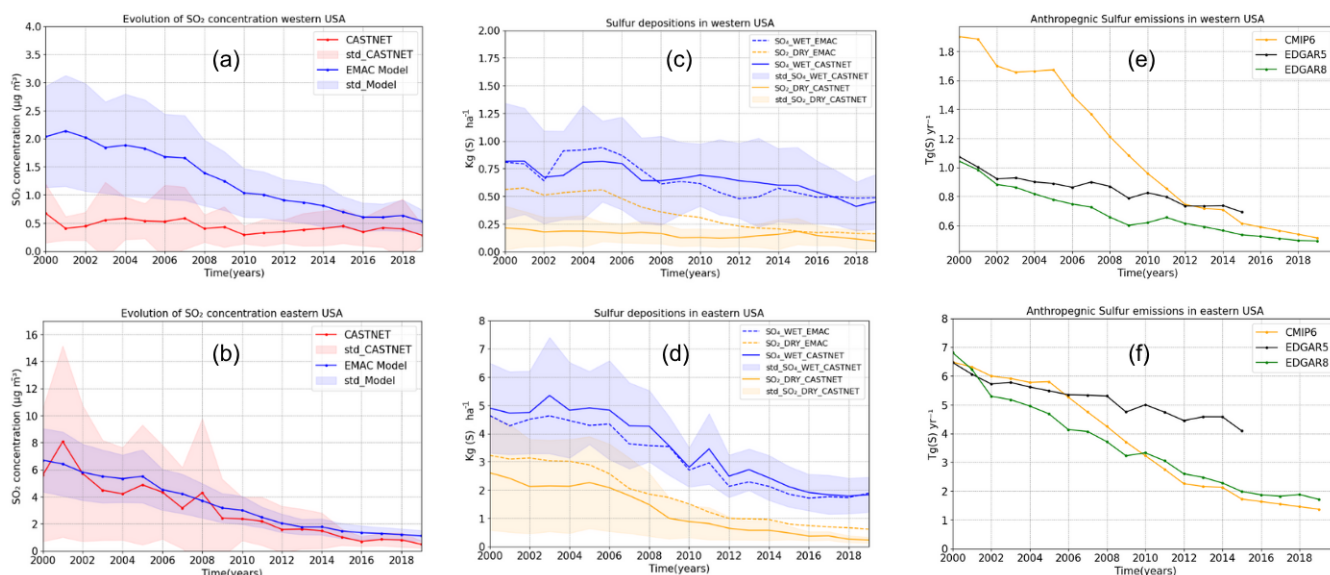 Evolution of SO₂ concentration western USA
(a)
CASTNET
std_CASTNET
EMAC Model
std_Model
SO₂ concentration (μg m⁻³)
4.0
3.5
3.0
2.5
2.0
1.5
1.0
0.5
0.0
2000 2002 2004 2006 2008 2010 2012 2014 2016 2018
Time(years)
Sulfur depositions in western USA
(c)
SO₄_WET_EMAC
SO₂_DRY_EMAC
SO₄_WET_CASTNET
std_SO₄_WET_CASTNET
SO₂_DRY_CASTNET
std_SO₂_DRY_CASTNET
Kg (S) ha⁻¹
2.00
1.75
1.50
1.25
1.00
0.75
0.50
0.25
0.00
2000 2002 2004 2006 2008 2010 2012 2014 2016 2018
Time(years)
Anthropegnic Sulfur emissions in western USA
(e)
CMIP6
EDGAR5
EDGAR8
Tg(S) yr⁻¹
1.8
1.6
1.4
1.2
1.0
0.8
0.6
2000 2002 2004 2006 2008 2010 2012 2014 2016 2018
Time(years)
Evolution of SO₂ concentration eastern USA
(b)
CASTNET
std_CASTNET
EMAC Model
std_Model
SO₂ concentration (μg m⁻³)
16
14
12
10
8
6
4
2
0
2000 2002 2004 2006 2008 2010 2012 2014 2016 2018
Time(years)
Sulfur depositions in eastern USA
(d)
SO₄_WET_EMAC
SO₂_DRY_EMAC
SO₄_WET_CASTNET
std_SO₄_WET_CASTNET
SO₂_DRY_CASTNET
std_SO₂_DRY_CASTNET
Kg (S) ha⁻¹
8
7
6
5
4
3
2
1
0
2000 2002 2004 2006 2008 2010 2012 2014 2016 2018
Time(years)
Anthropegnic Sulfur emissions in eastern USA
(f)
CMIP6
EDGAR5
EDGAR8
Tg(S) yr⁻¹
8
7
6
5
4
3
2
1
0
2000 2002 2004 2006 2008 2010 2012 2014 2016 2018
Time(years)